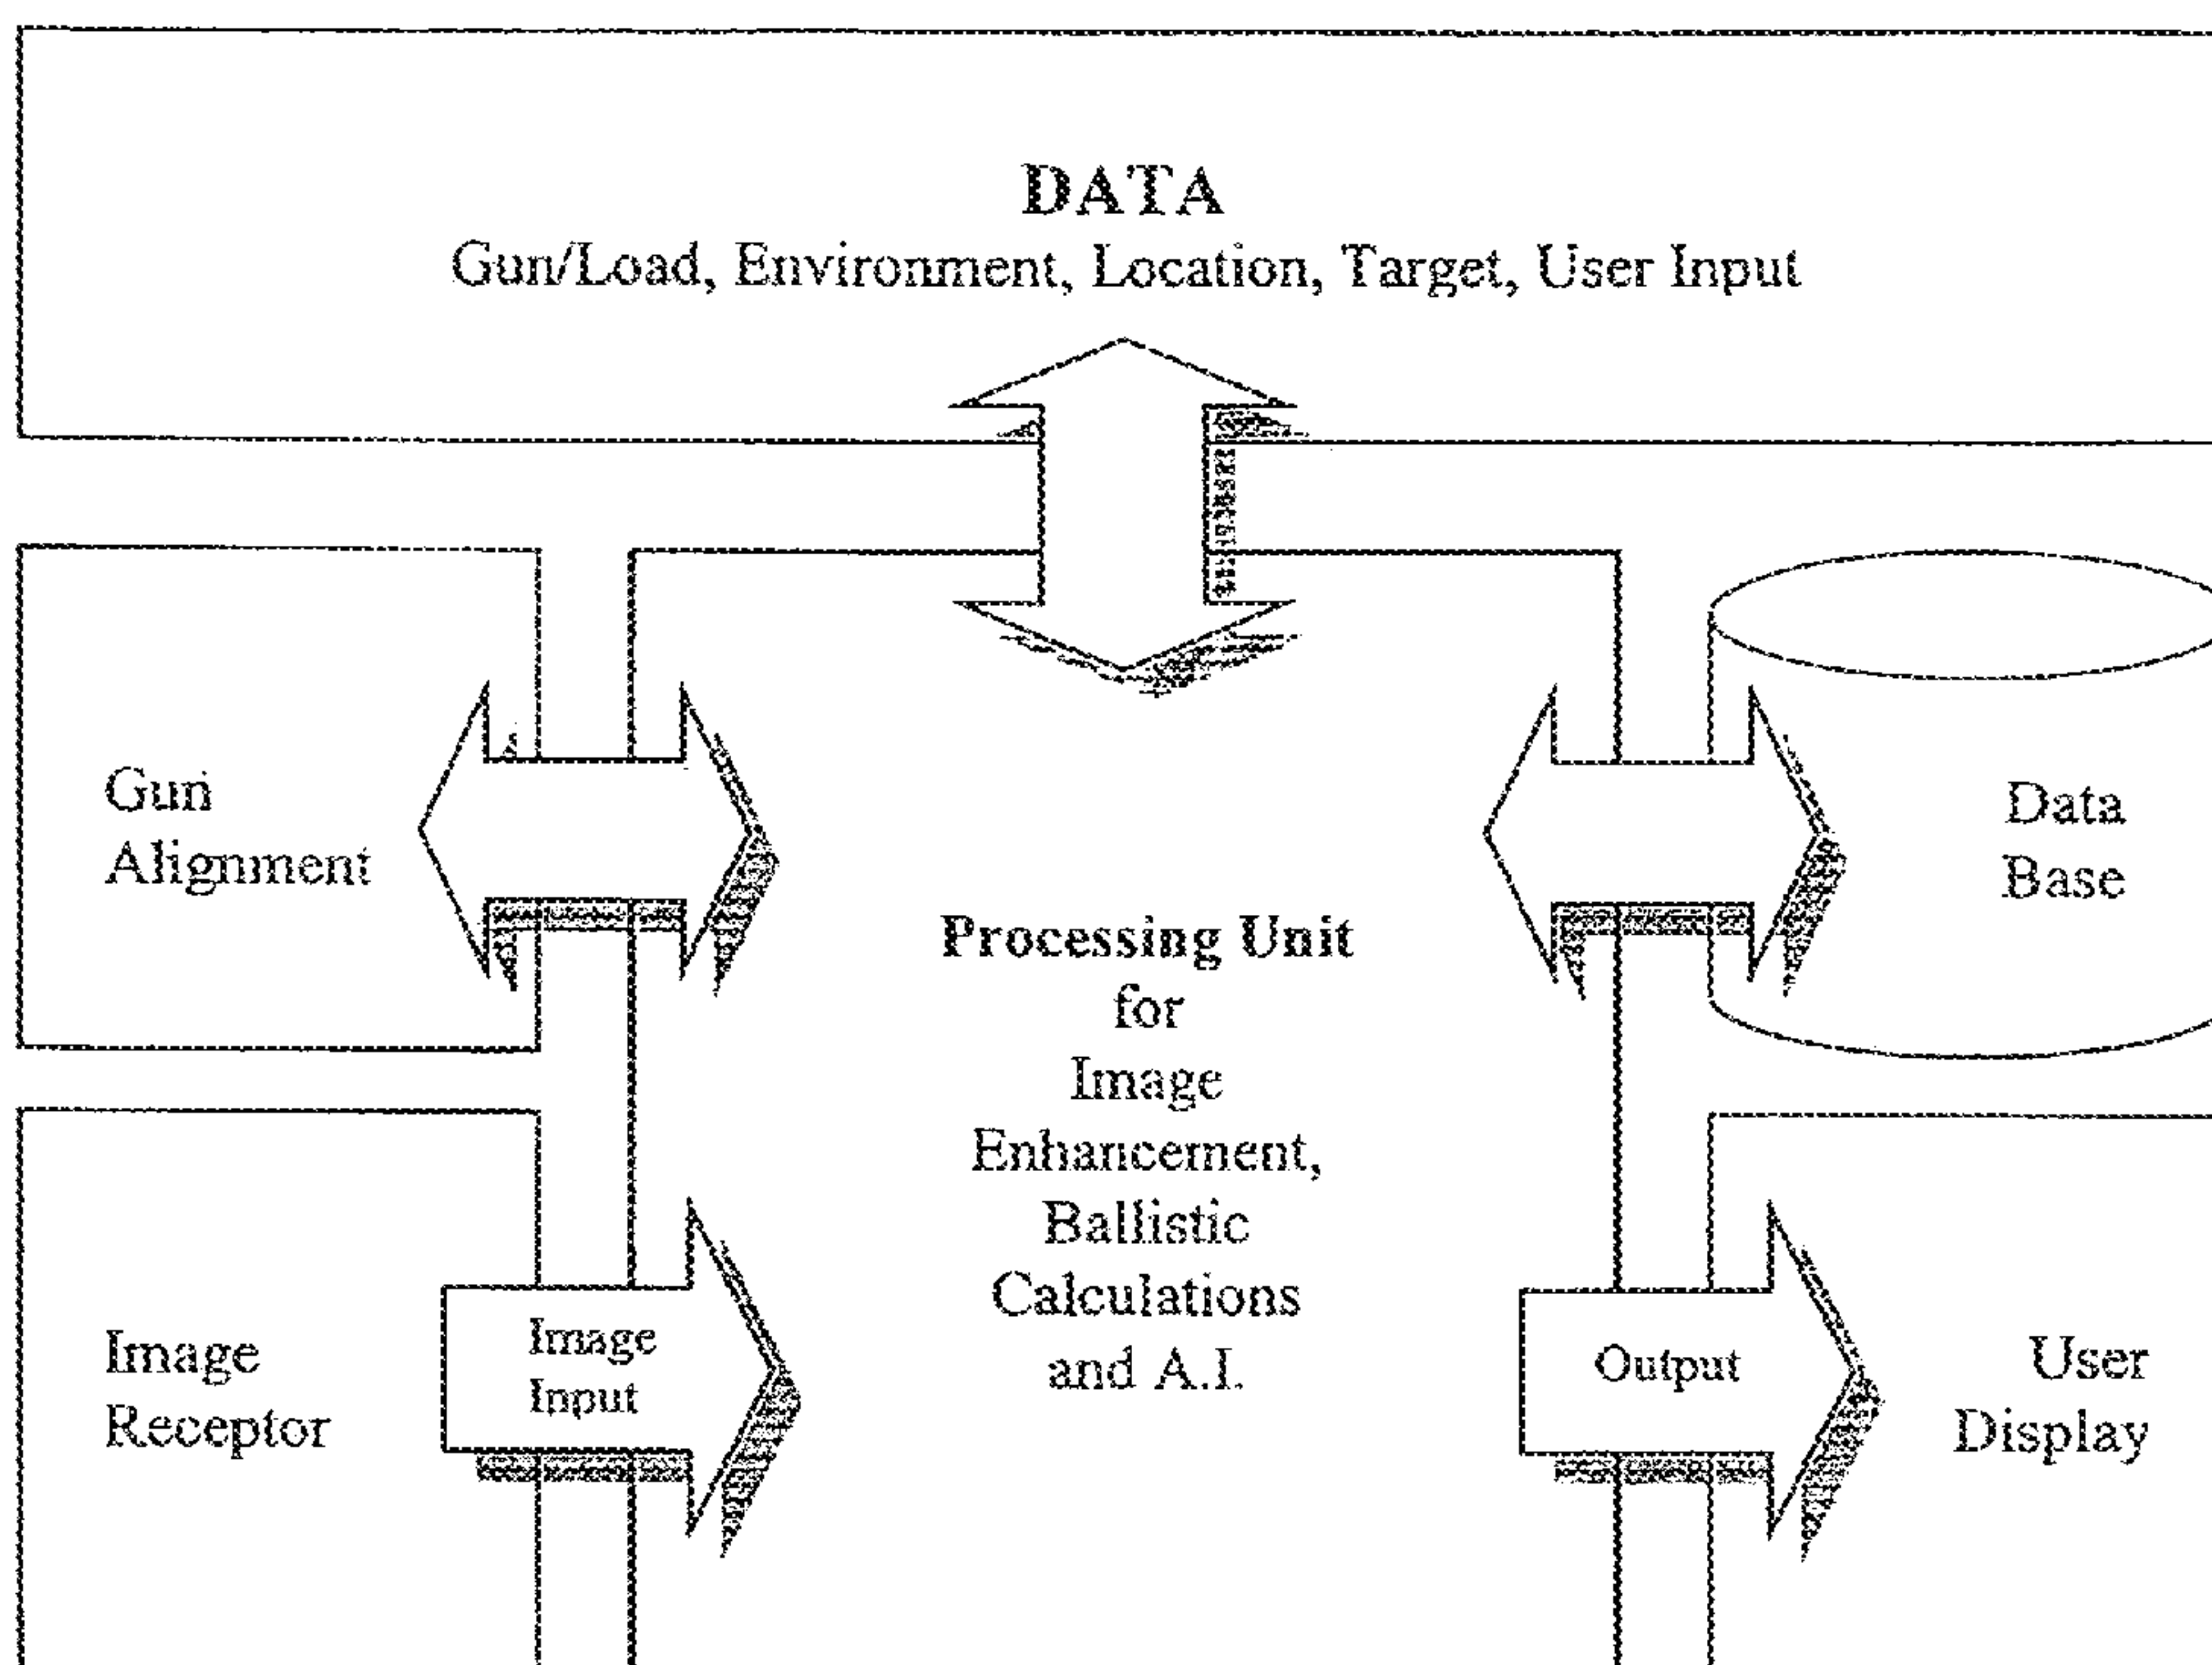 DATA
Gun/Load, Environment, Location, Target, User Input
Gun
Alignment
Data
Base
Processing Unit
for
Image
Enhancement,
Ballistic
Calculations
and A.I.
Image
Receptor
Image
Input
Output
User
Display